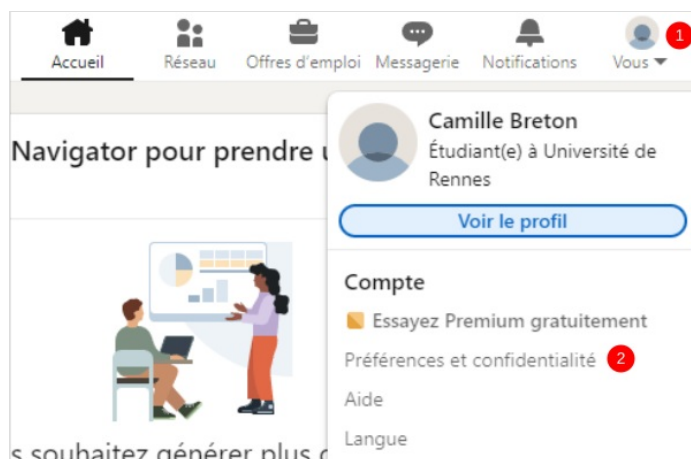 Accueil Réseau Offres d'emploi Messagerie Notifications Vous
1
Navigator pour prendre
Camille Breton
Étudiant(e) à Université de
Rennes
Voir le profil
Compte
Essayez Premium gratuitement
Préférences et confidentialité 2
Aide
Langue
s souhaitez générer plus